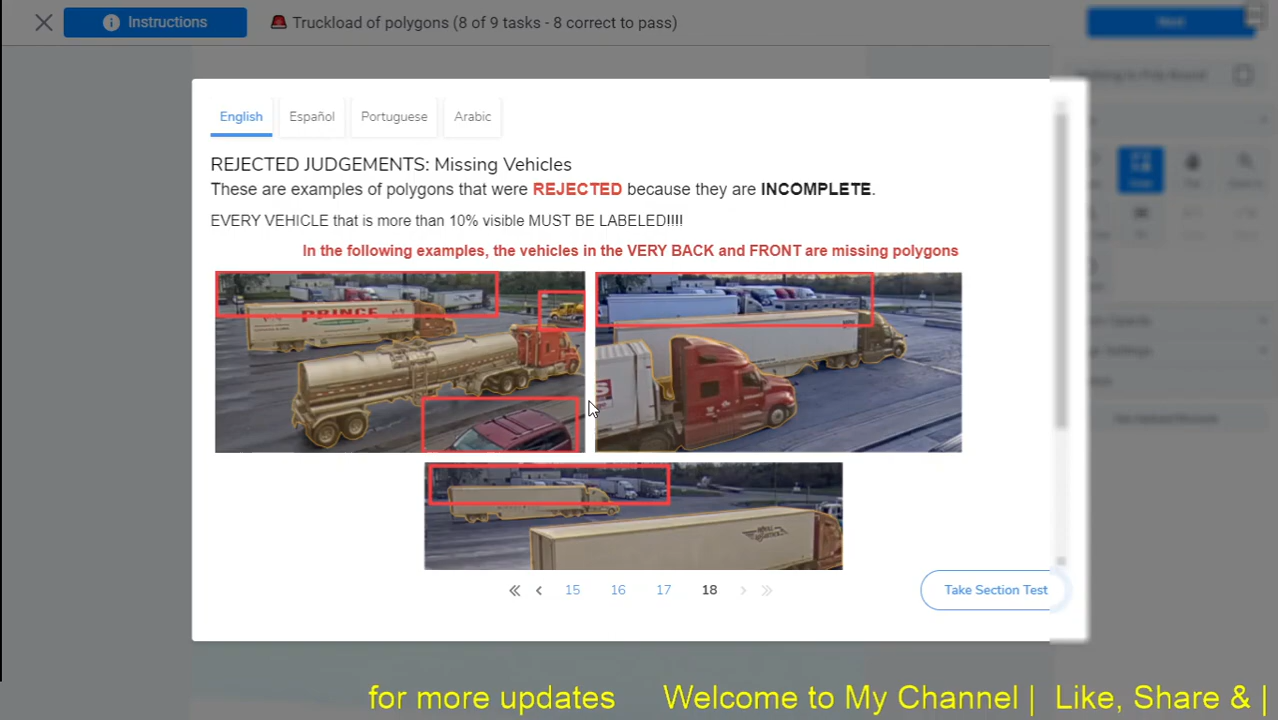 Instructions
Truckload of polygons (8 of 9 tasks - 8 correct to pass)
English
Español
Portuguese
Arabic
REJECTED JUDGEMENTS: Missing Vehicles
These are examples of polygons that were REJECTED because they are INCOMPLETE.
EVERY VEHICLE that is more than 10% visible MUST BE LABELED!!!!
In the following examples, the vehicles in the VERY BACK and FRONT are missing polygons
PRINCE
15
16
17
18
Take Section Test
for more updates Welcome to My Channel | Like, Share & |